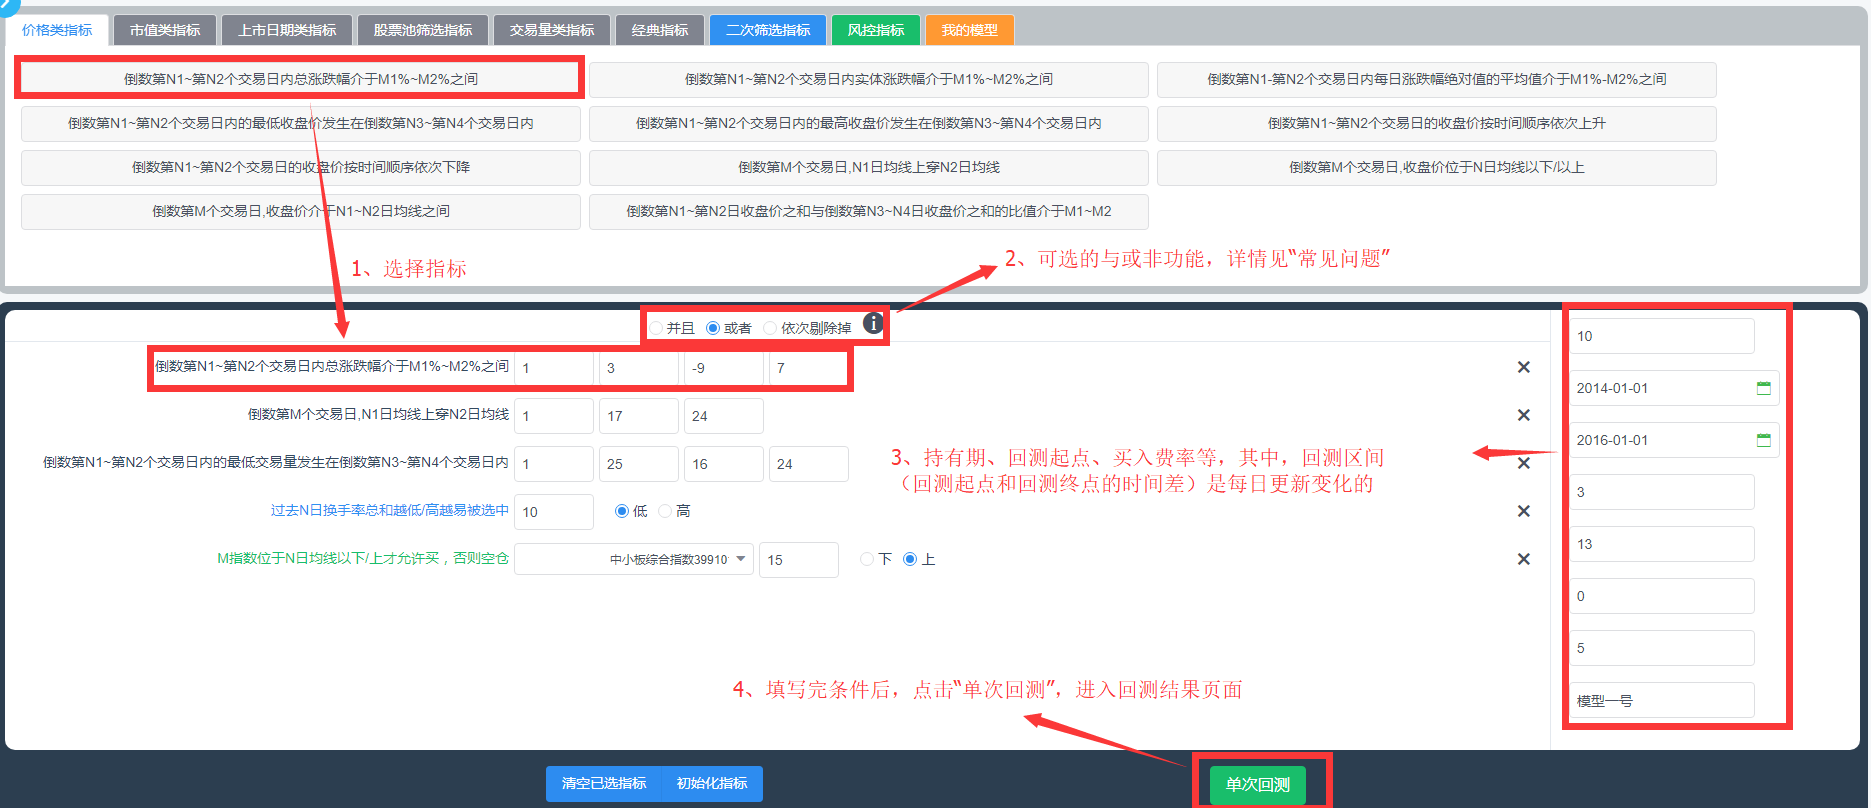 价格类指标 市值类指标 上市日期类指标 股票池筛选指标 交易量类指标 经典指标 二次筛选指标 风控指标 我的模型
倒数第N1~第N2个交易日内总涨跌幅介于M1%~M2%之间 倒数第N1~第N2个交易日内实体涨跌幅介于M1%~M2%之间 倒数第N1-第N2个交易日内每日涨跌幅绝对值的平均值介于M1%-M2%之间
倒数第N1~第N2个交易日内的最低收盘价发生在倒数第N3~第N4个交易日内 倒数第N1~第N2个交易日内的最高收盘价发生在倒数第N3~第N4个交易日内 倒数第N1~第N2个交易日的收盘价按时间顺序依次上升
倒数第N1~第N2个交易日的收盘价按时间顺序依次下降 倒数第M个交易日,N1日均线上穿N2日均线 倒数第M个交易日,收盘价位于N日均线以下/以上
倒数第M个交易日,收盘价介于N1~N2日均线之间 倒数第N1~第N2日收盘价之和与倒数第N3~N4日收盘价之和的比值介于M1~M2
1、选择指标
2、可选的与或非功能，详情见“常见问题”
并且 或者 依次剔除掉 i
倒数第N1~第N2个交易日内总涨跌幅介于M1%~M2%之间 1 3 -9 7
倒数第M个交易日,N1日均线上穿N2日均线 1 17 24
倒数第N1~第N2个交易日内的最低交易量发生在倒数第N3~第N4个交易日内 1 25 16 24
过去N日换手率总和越低/高越易被选中 10 低 高
M指数位于N日均线以下/上才允许买，否则空仓 中小板综合指数39910 15 下 上
10
2014-01-01
2016-01-01
3
13
0
5
模型一号
3、持有期、回测起点、买入费率等，其中，回测区间
（回测起点和回测终点的时间差）是每日更新变化的
4、填写完条件后，点击“单次回测”，进入回测结果页面
清空已选指标 初始化指标 单次回测